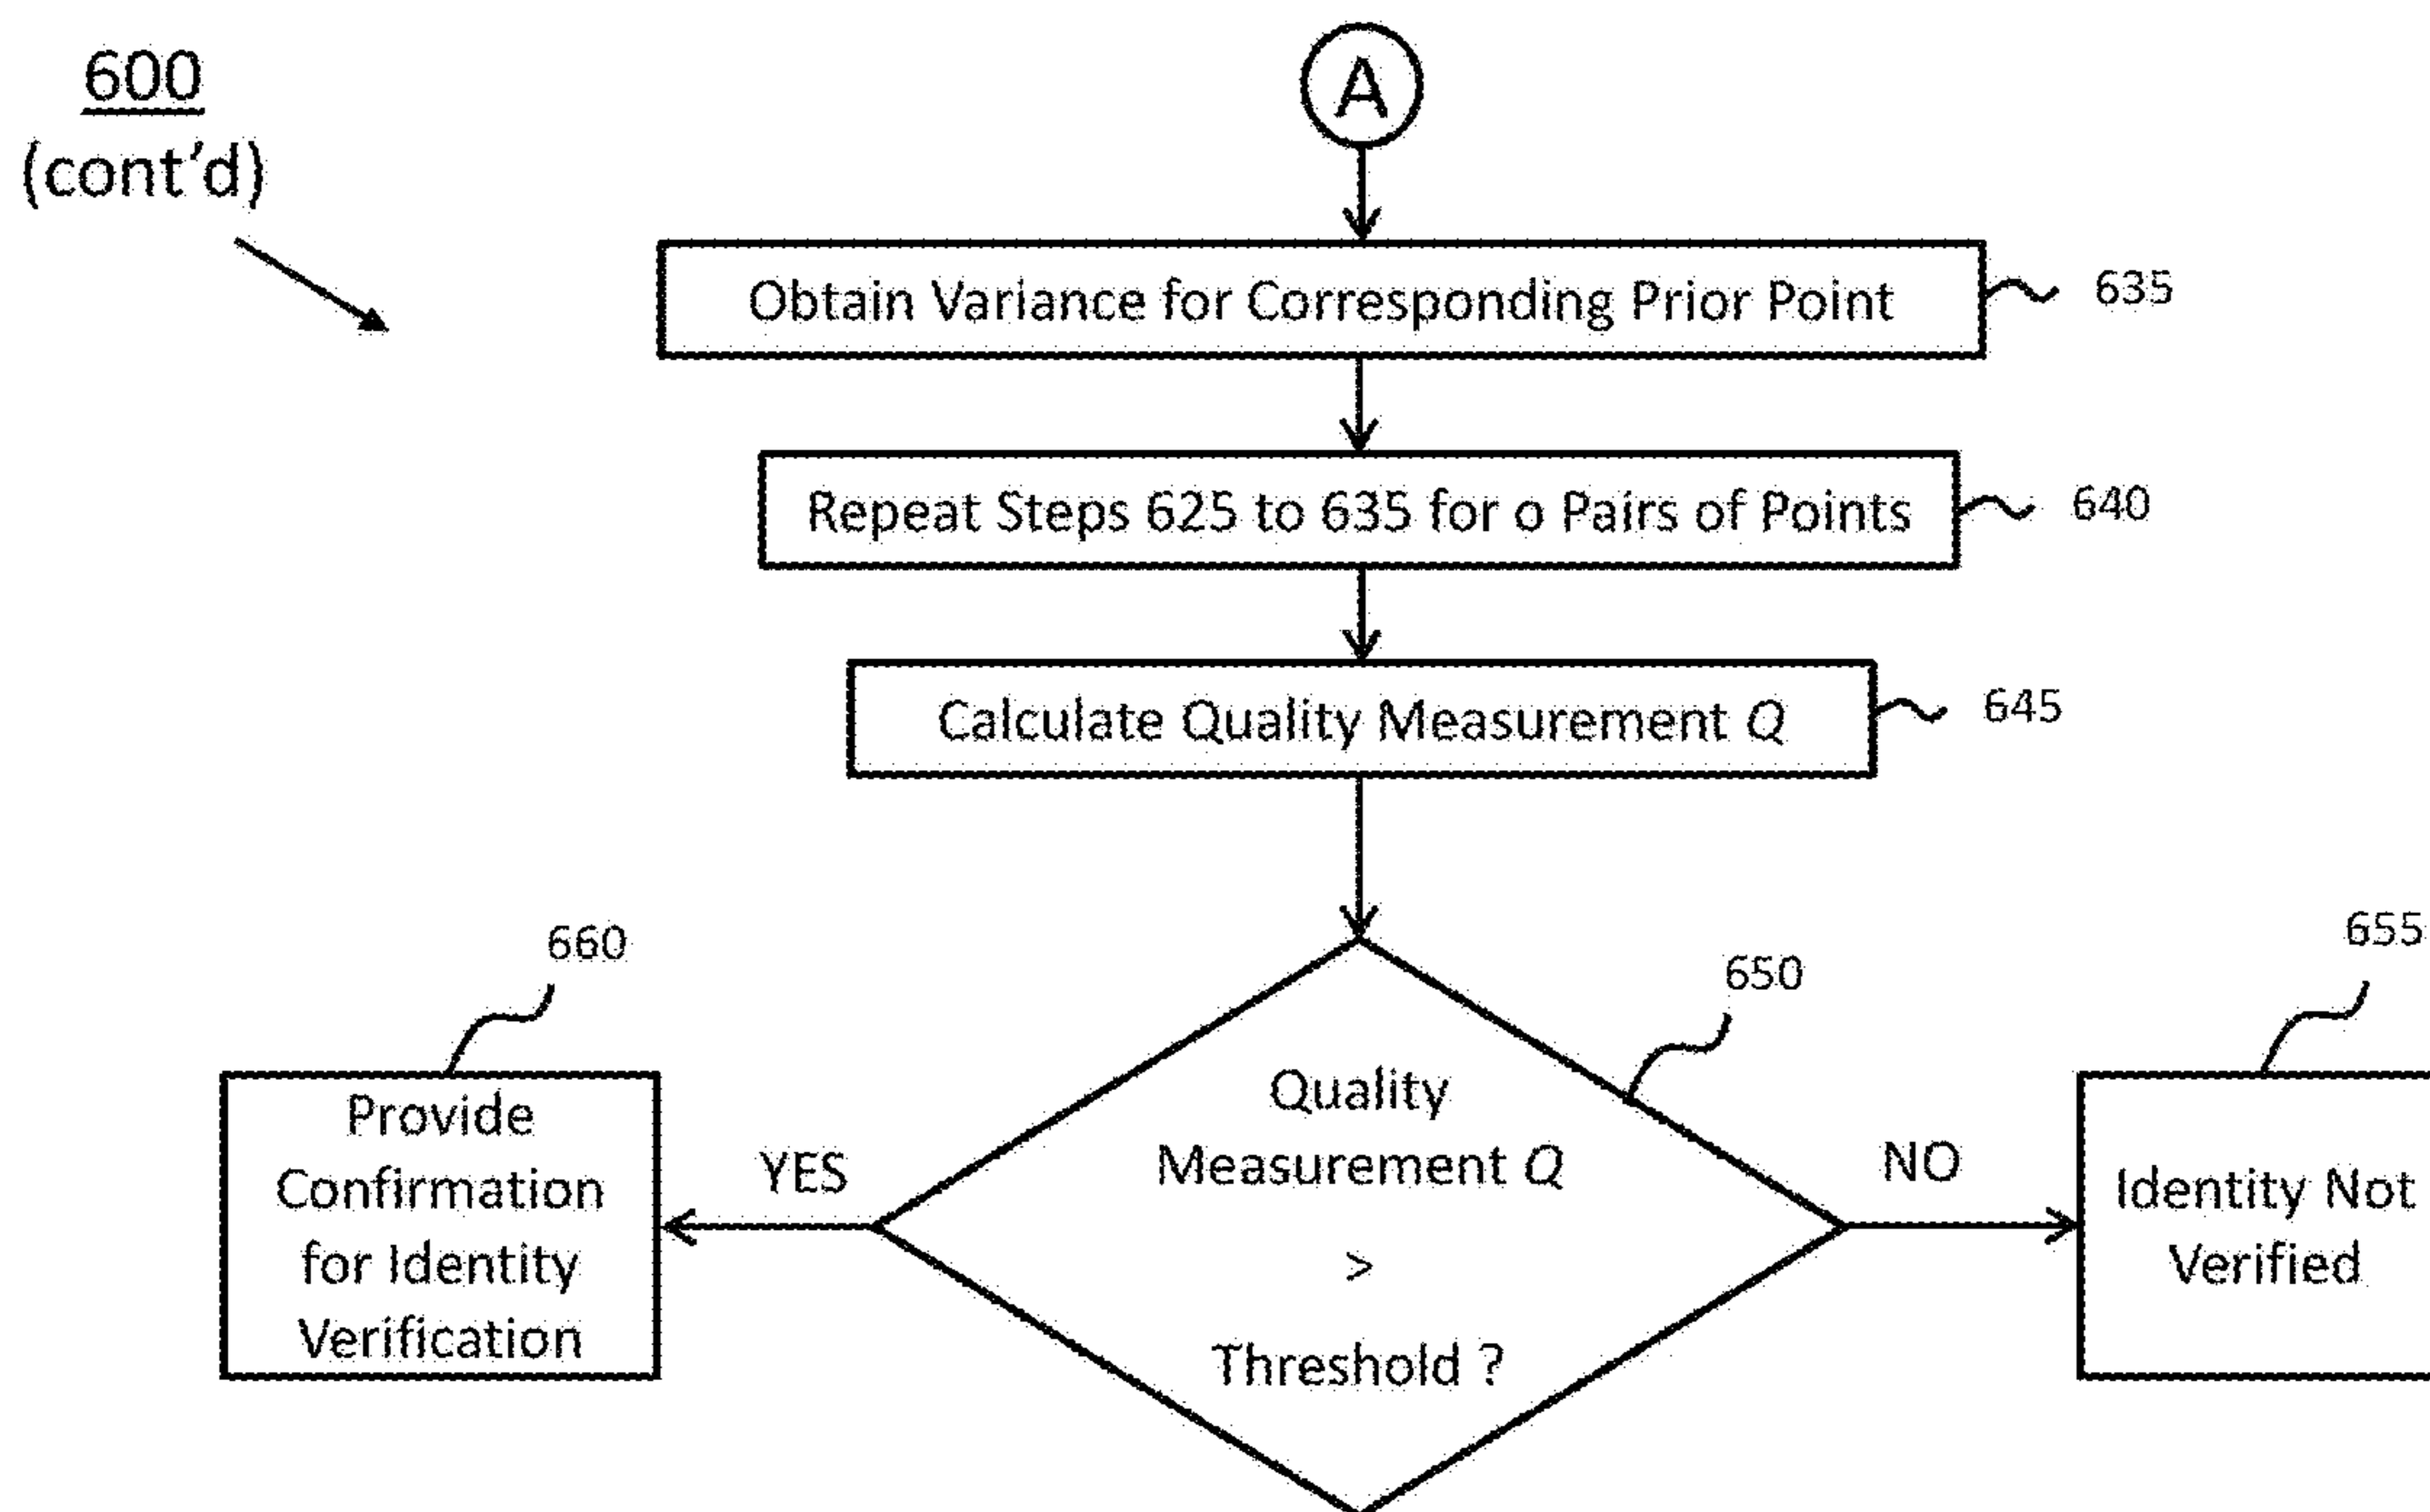 600
(cont'd)
A
Obtain Variance for Corresponding Prior Point
635
Repeat Steps 625 to 635 for o Pairs of Points
640
Calculate Quality Measurement Q
645
660
650
655
Provide
Confirmation
for Identity
Verification
YES
Quality
Measurement Q
>
Threshold ?
NO
Identity Not
Verified